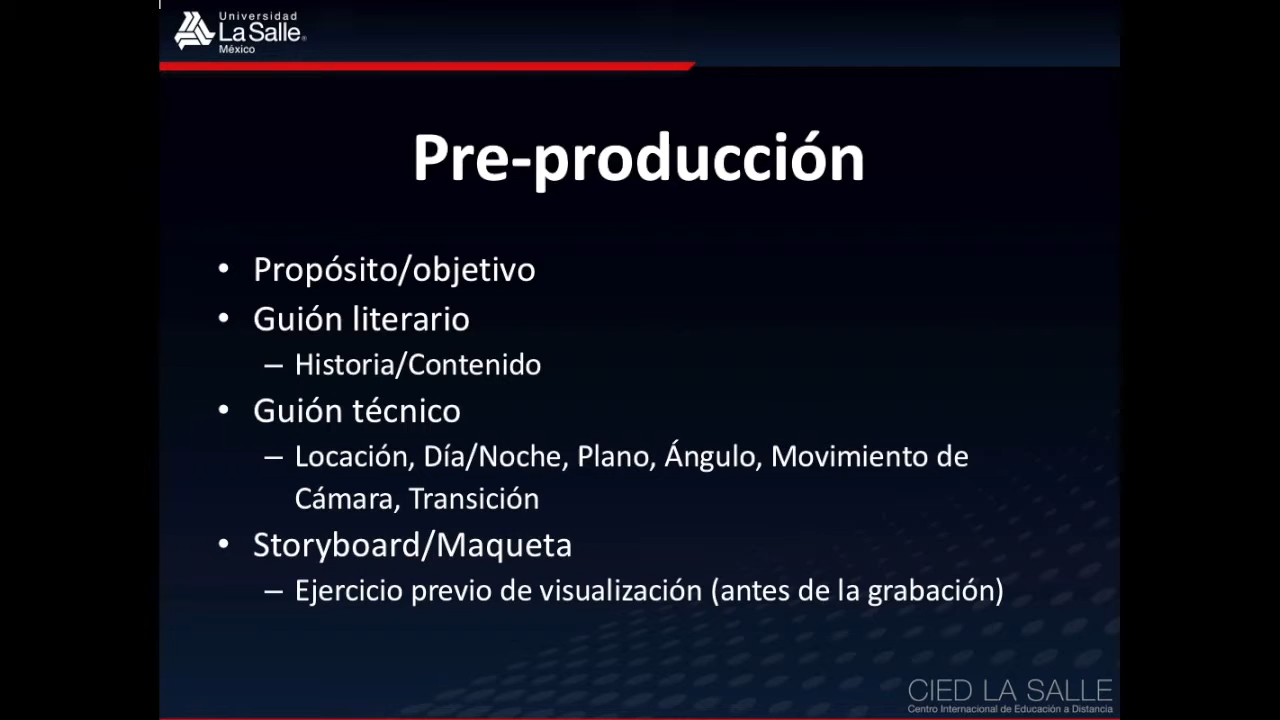 Universidad
La Salle®
México
Pre-producción
• Propósito/objetivo
• Guión literario
– Historia/Contenido
• Guión técnico
– Locación, Día/Noche, Plano, Ángulo, Movimiento de
Cámara, Transición
• Storyboard/Maqueta
– Ejercicio previo de visualización (antes de la grabación)
CIED LA SALLE
Centro Internacional de Educación a Distancia